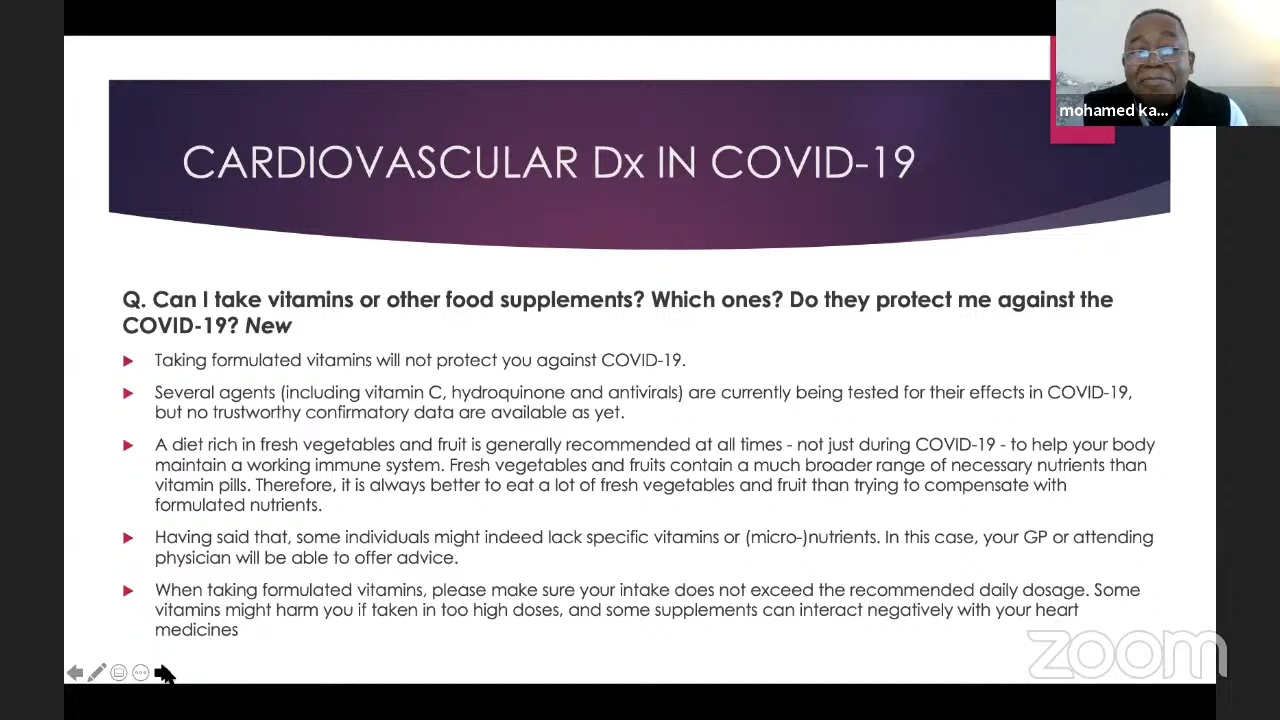 mohamed ka...
CARDIOVASCULAR Dx IN COVID-19
Q. Can I take vitamins or other food supplements? Which ones? Do they protect me against the
COVID-19? New
Taking formulated vitamins will not protect you against COVID-19.
Several agents (including vitamin C, hydroquinone and antivirals) are currently being tested for their effects in COVID-19,
but no trustworthy confirmatory data are available as yet.
A diet rich in fresh vegetables and fruit is generally recommended at all times - not just during COVID-19 - to help your body
maintain a working immune system. Fresh vegetables and fruits contain a much broader range of necessary nutrients than
vitamin pills. Therefore, it is always better to eat a lot of fresh vegetables and fruit than trying to compensate with
formulated nutrients.
Having said that, some individuals might indeed lack specific vitamins or (micro-)nutrients. In this case, your GP or attending
physician will be able to offer advice.
When taking formulated vitamins, please make sure your intake does not exceed the recommended daily dosage. Some
vitamins might harm you if taken in too high doses, and some supplements can interact negatively with your heart
medicines
zoom